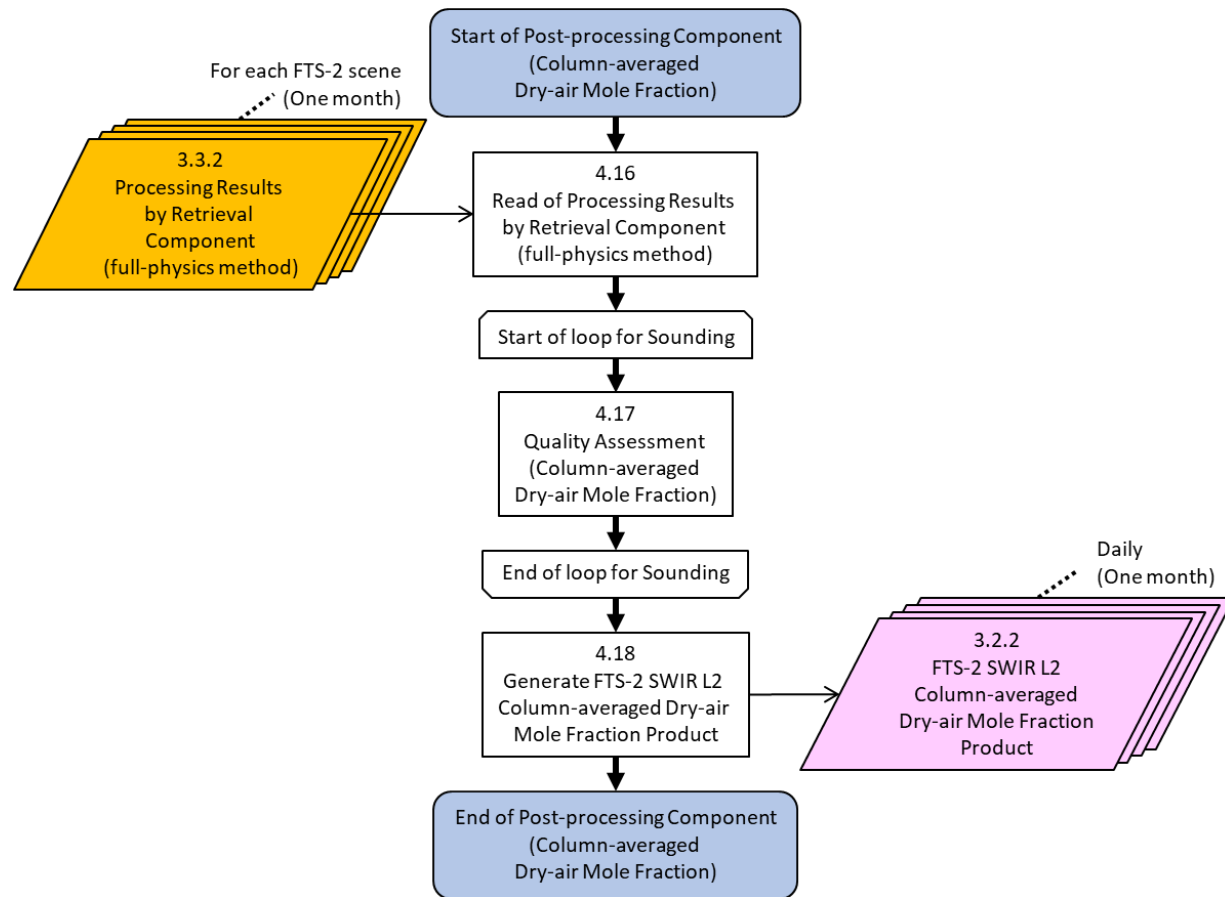 Start of Post-processing Component
(Column-averaged
Dry-air Mole Fraction)
For each FTS-2 scene
(One month)
3.3.2
Processing Results
by Retrieval
Component
(full-physics method)
4.16
Read of Processing Results
by Retrieval Component
(full-physics method)
Start of loop for Sounding
4.17
Quality Assessment
(Column-averaged
Dry-air Mole Fraction)
End of loop for Sounding
Daily
(One month)
4.18
Generate FTS-2 SWIR L2
Column-averaged Dry-air
Mole Fraction Product
3.2.2
FTS-2 SWIR L2
Column-averaged
Dry-air Mole Fraction
Product
End of Post-processing Component
(Column-averaged
Dry-air Mole Fraction)